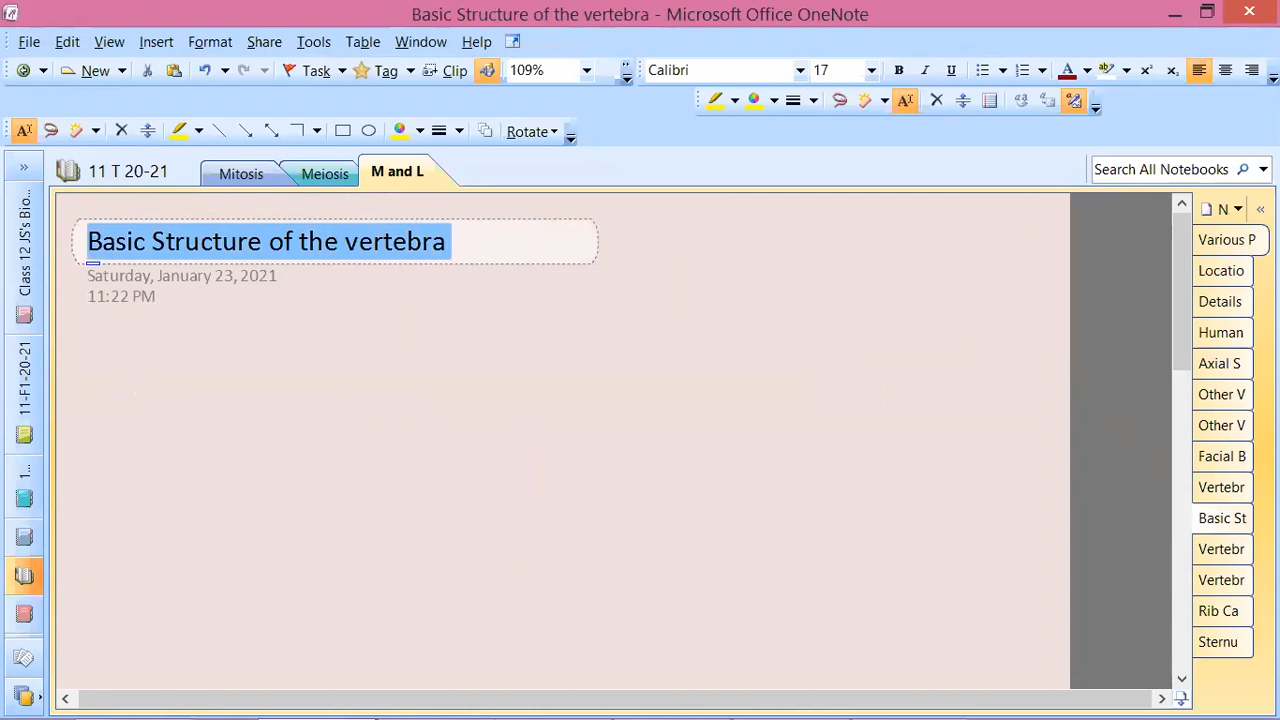 Basic Structure of the vertebra - Microsoft Office OneNote
File Edit View Insert Format Share Tools Table Window Help
New Task Tag Clip 109% Calibri 17 B I U
Rotate
11 T 20-21 Mitosis Meiosis M and L Search All Notebooks
Class 12 JS's Bio...
11-F1-20-21
1...
Basic Structure of the vertebra
Saturday, January 23, 2021
11:22 PM
N
Various P
Locatio
Details
Human
Axial S
Other V
Other V
Facial B
Vertebr
Basic St
Vertebr
Vertebr
Rib Ca
Sternu